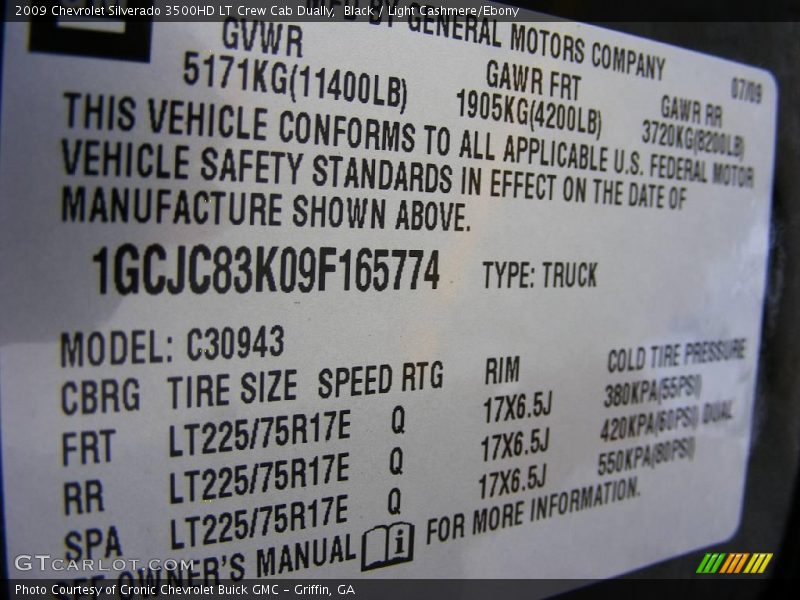 2009 Chevrolet Silverado 3500HD LT Crew Cab Dually,  Black / Light Cashmere/Ebony
MFD BY GENERAL MOTORS COMPANY
07/09
GVWR GAWR FRT GAWR RR
5171KG(11400LB) 1905KG(4200LB) 3720KG(8200LB)
THIS VEHICLE CONFORMS TO ALL APPLICABLE U.S. FEDERAL MOTOR
VEHICLE SAFETY STANDARDS IN EFFECT ON THE DATE OF
MANUFACTURE SHOWN ABOVE.
1GCJC83K09F165774 TYPE: TRUCK
MODEL: C30943
CBRG TIRE SIZE SPEED RTG RIM COLD TIRE PRESSURE
FRT LT225/75R17E Q 17X6.5J 380KPA(55PSI)
RR LT225/75R17E Q 17X6.5J 420KPA(60PSI) DUAL
SPA LT225/75R17E Q 17X6.5J 550KPA(80PSI)
SEE OWNER'S MANUAL FOR MORE INFORMATION.
GTCarLot.com
Photo Courtesy of Cronic Chevrolet Buick GMC – Griffin, GA